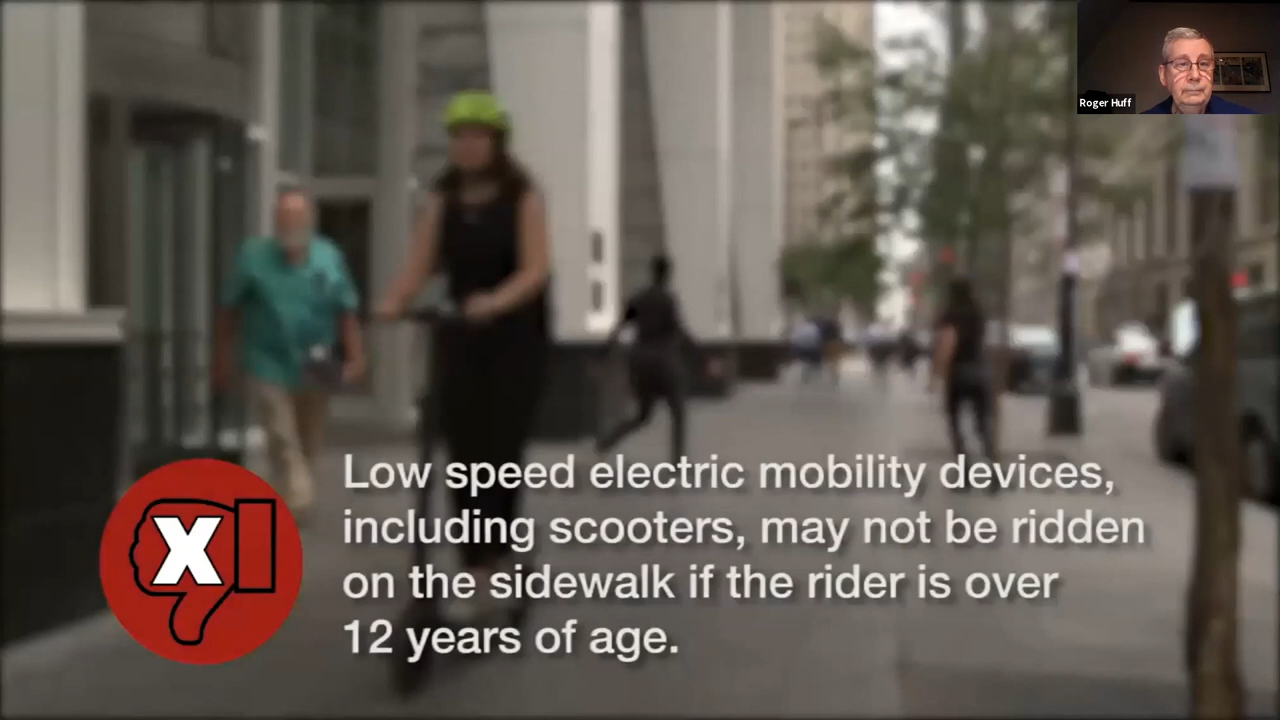 Roger Huff
X
Low speed electric mobility devices,
including scooters, may not be ridden
on the sidewalk if the rider is over
12 years of age.